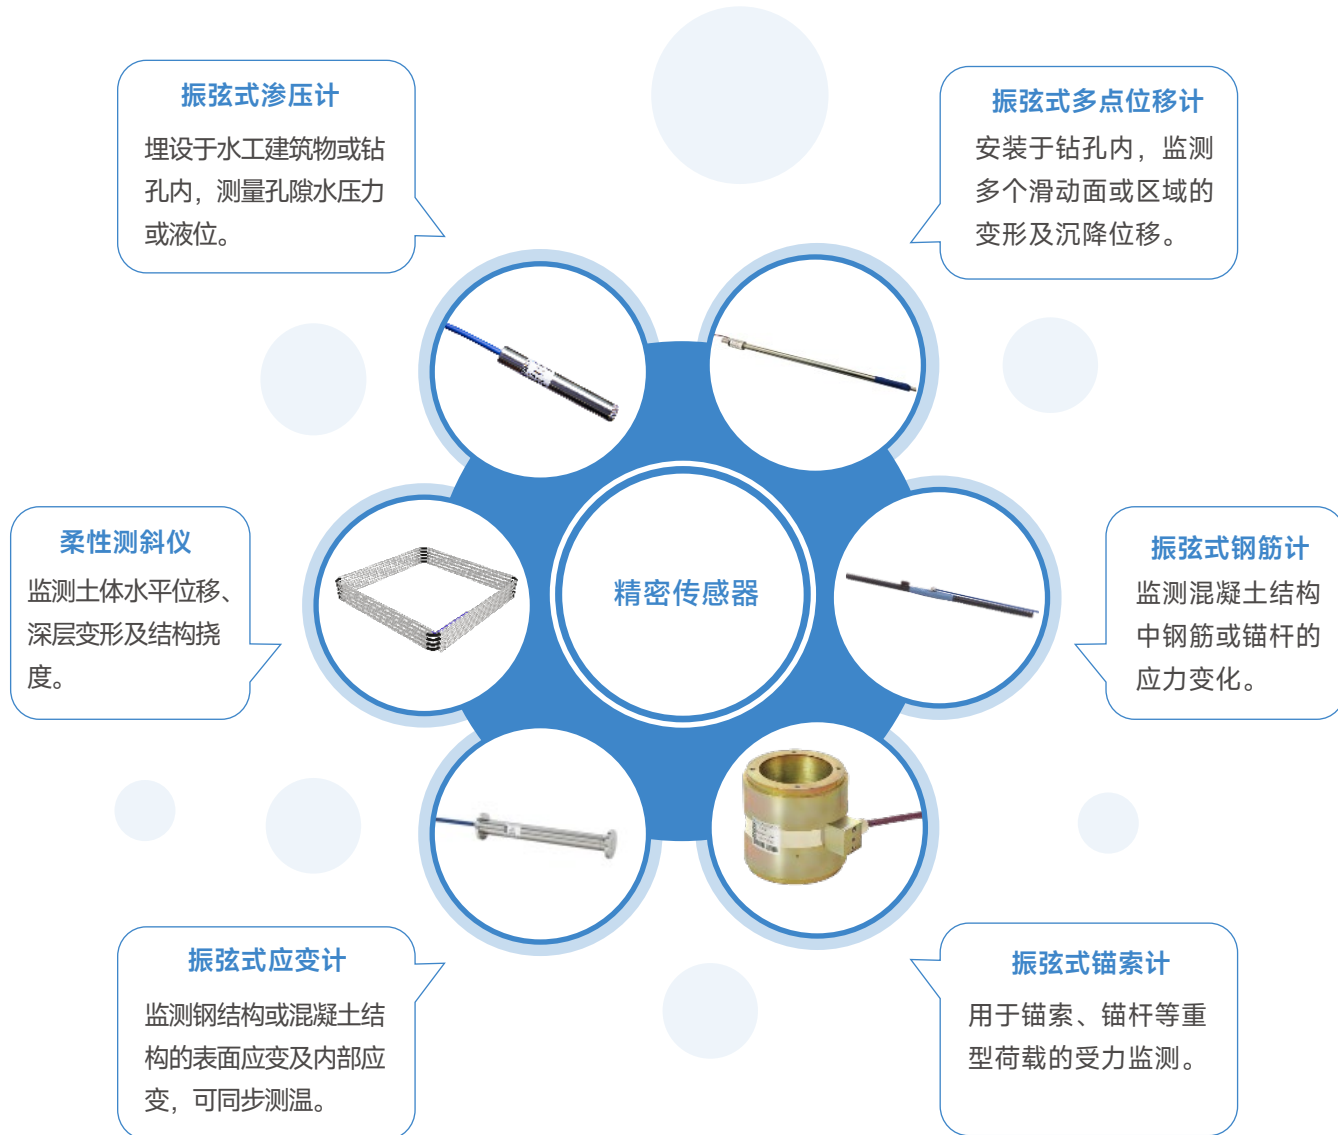 振弦式渗压计
埋设于水工建筑物或钻
孔内，测量孔隙水压力
或液位。
振弦式多点位移计
安装于钻孔内，监测
多个滑动面或区域的
变形及沉降位移。
柔性测斜仪
监测土体水平位移、
深层变形及结构挠
度。
精密传感器
振弦式钢筋计
监测混凝土结构
中钢筋或锚杆的
应力变化。
振弦式应变计
监测钢结构或混凝土结
构的表面应变及内部应
变，可同步测温。
振弦式锚索计
用于锚索、锚杆等重
型荷载的受力监测。